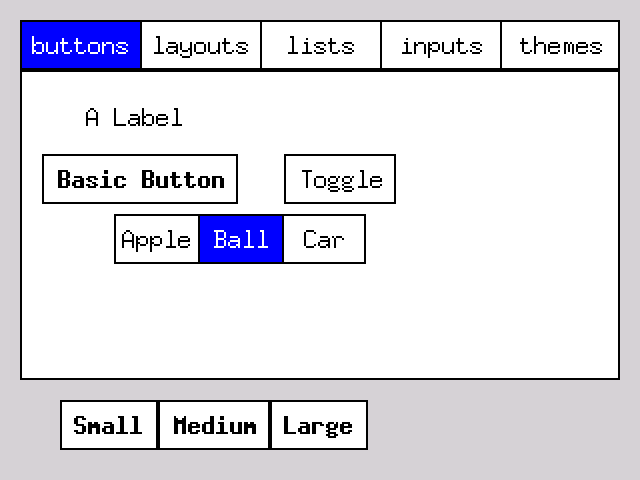 buttons layouts lists inputs themes
A Label
Basic Button Toggle
Apple Ball Car
Small Medium Large